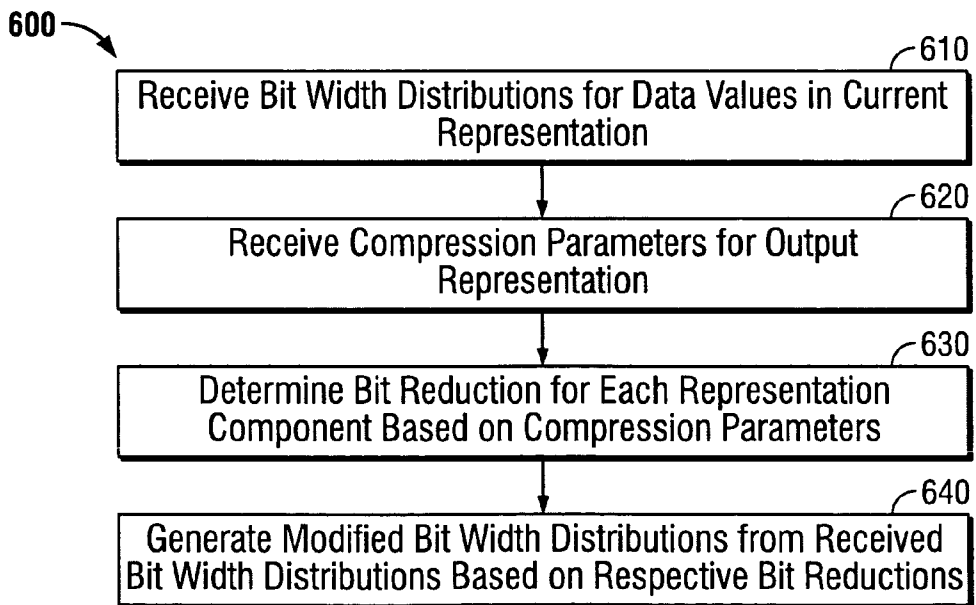 600
610
Receive Bit Width Distributions for Data Values in Current
Representation
620
Receive Compression Parameters for Output
Representation
630
Determine Bit Reduction for Each Representation
Component Based on Compression Parameters
640
Generate Modified Bit Width Distributions from Received
Bit Width Distributions Based on Respective Bit Reductions